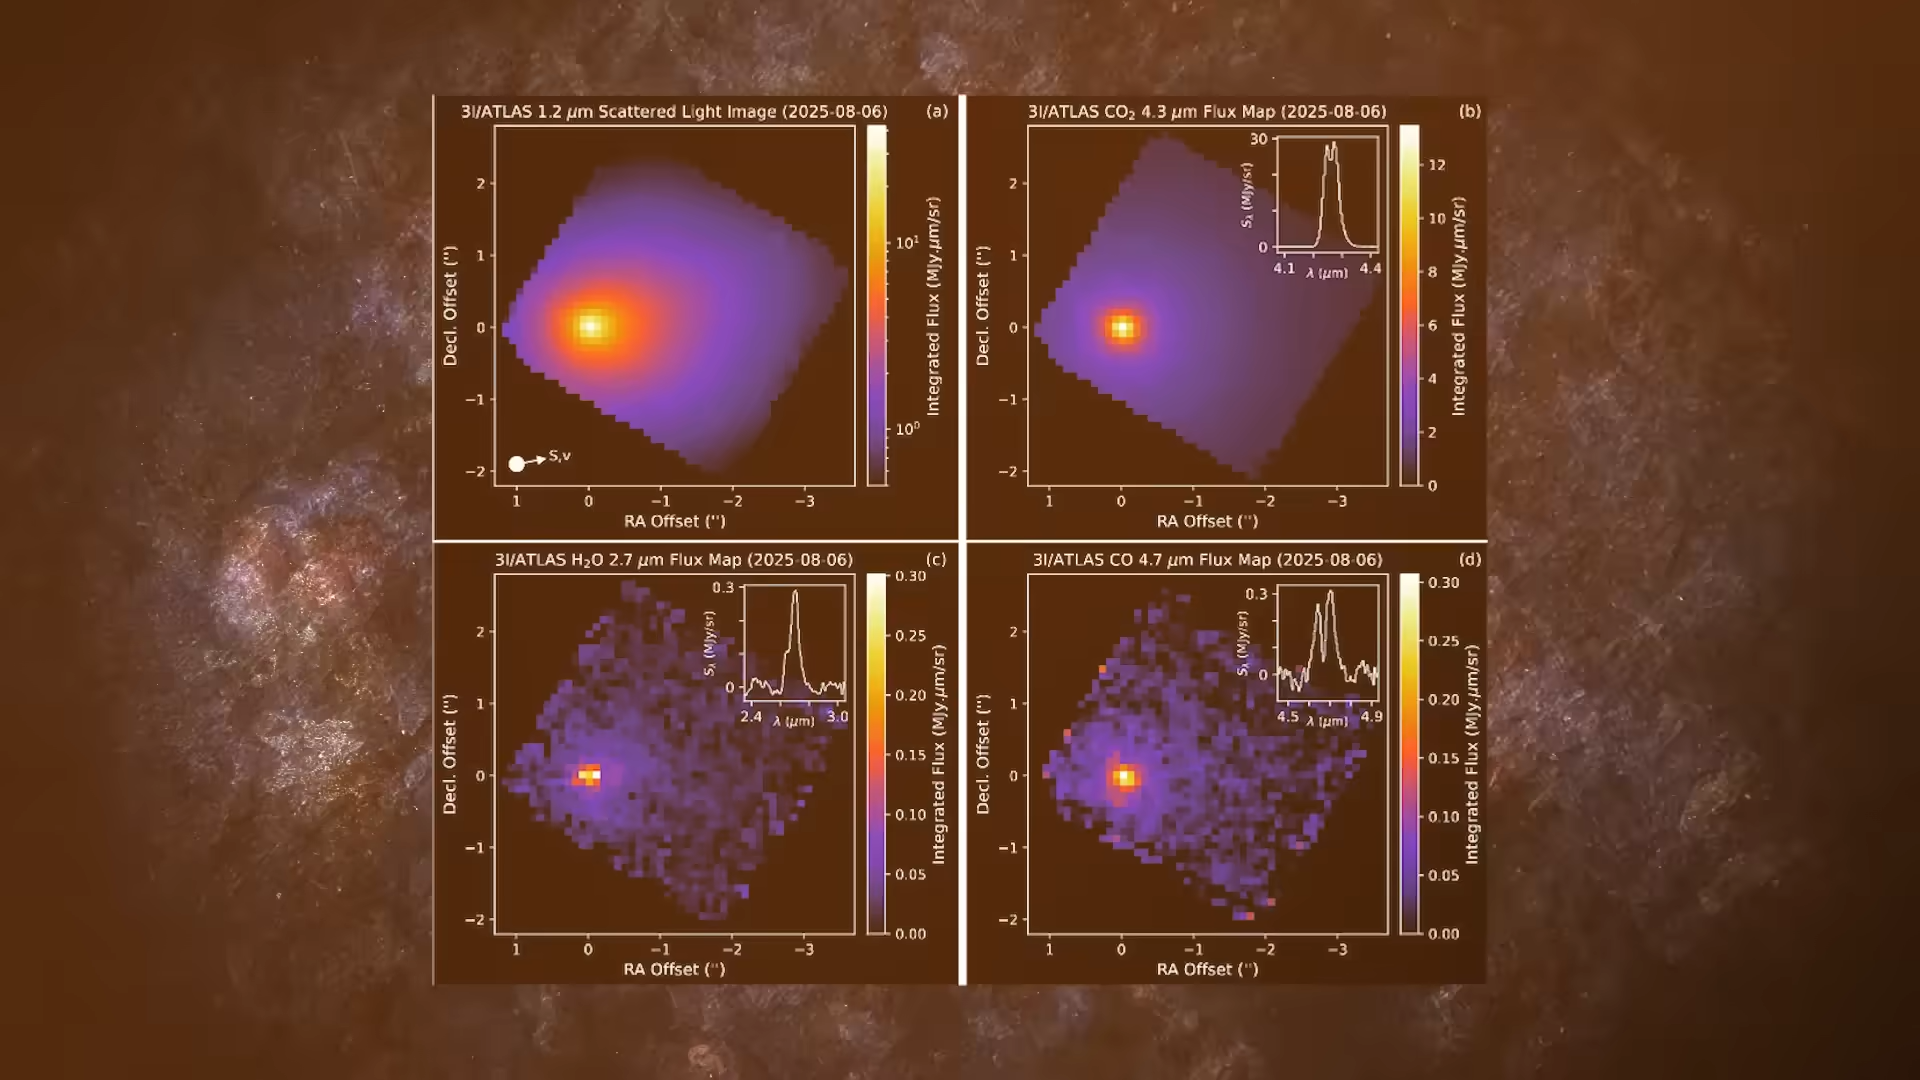 3I/ATLAS 1.2 μm Scattered Light Image (2025-08-06)
(a)
Decl. Offset ('')
2
1
0
−1
−2
S,v
1
0
−1
−2
−3
RA Offset ('')
10¹
10⁰
Integrated Flux (MJy.μm/sr)
3I/ATLAS CO₂ 4.3 μm Flux Map (2025-08-06)
(b)
Decl. Offset ('')
2
1
0
−1
−2
30
0
Sλ (MJy/sr)
4.1
λ (μm)
4.4
1
0
−1
−2
−3
RA Offset ('')
12
10
8
6
4
2
0
Integrated Flux (MJy.μm/sr)
3I/ATLAS H₂O 2.7 μm Flux Map (2025-08-06)
(c)
Decl. Offset ('')
2
1
0
−1
−2
0.3
0
Sλ (MJy/sr)
2.4
λ (μm)
3.0
1
0
−1
−2
−3
RA Offset ('')
0.30
0.25
0.20
0.15
0.10
0.05
0.00
Integrated Flux (MJy.μm/sr)
3I/ATLAS CO 4.7 μm Flux Map (2025-08-06)
(d)
Decl. Offset ('')
2
1
0
−1
−2
0.3
0
Sλ (MJy/sr)
4.5
λ (μm)
4.9
1
0
−1
−2
−3
RA Offset ('')
0.30
0.25
0.20
0.15
0.10
0.05
0.00
Integrated Flux (MJy.μm/sr)